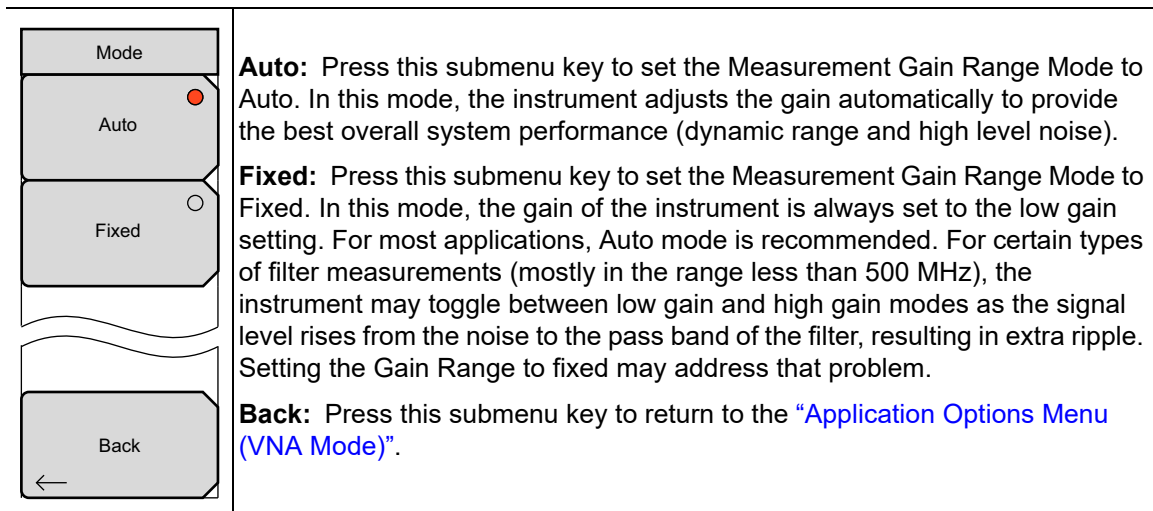 Mode
Auto
Fixed
Back
Auto: Press this submenu key to set the Measurement Gain Range Mode to
Auto. In this mode, the instrument adjusts the gain automatically to provide
the best overall system performance (dynamic range and high level noise).
Fixed: Press this submenu key to set the Measurement Gain Range Mode to
Fixed. In this mode, the gain of the instrument is always set to the low gain
setting. For most applications, Auto mode is recommended. For certain types
of filter measurements (mostly in the range less than 500 MHz), the
instrument may toggle between low gain and high gain modes as the signal
level rises from the noise to the pass band of the filter, resulting in extra ripple.
Setting the Gain Range to fixed may address that problem.
Back: Press this submenu key to return to the “Application Options Menu
(VNA Mode)”.